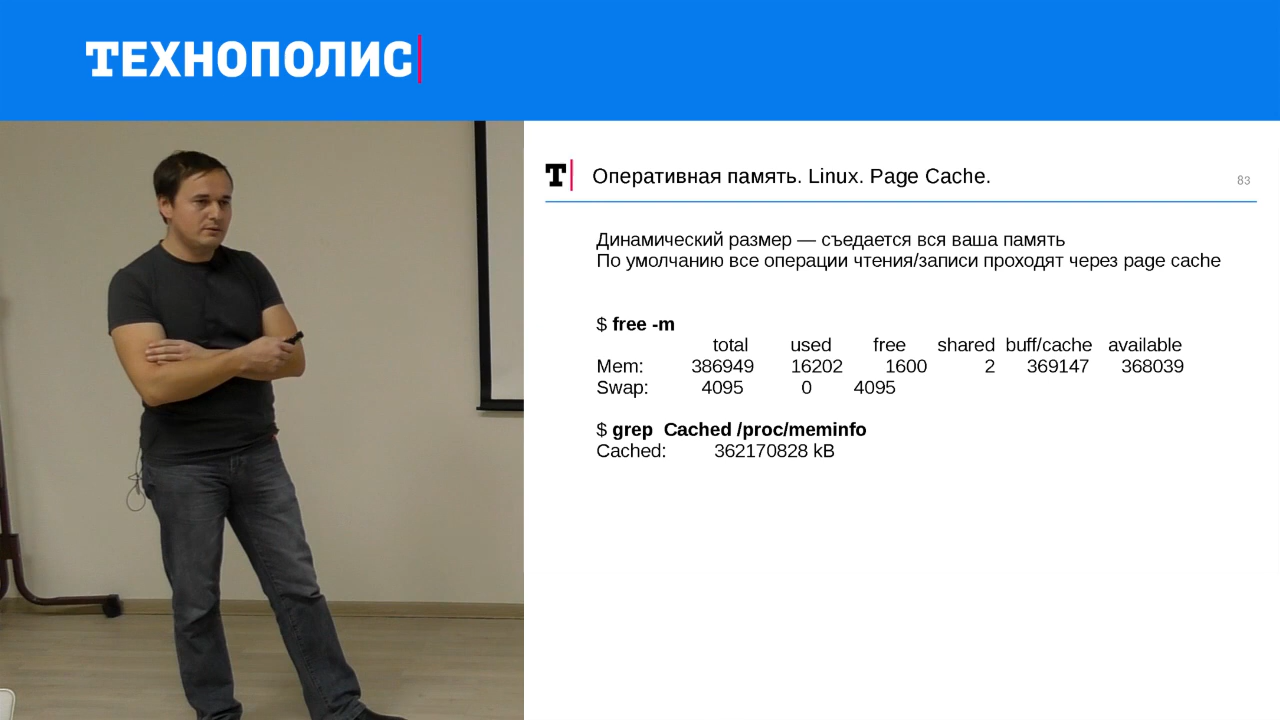 ТЕХНОПОЛИС
T Оперативная память. Linux. Page Cache. 83
Динамический размер — съедается вся ваша память
По умолчанию все операции чтения/записи проходят через page cache
$ free -m
total used free shared buff/cache available
Mem: 386949 16202 1600 2 369147 368039
Swap: 4095 0 4095
$ grep Cached /proc/meminfo
Cached: 362170828 kB